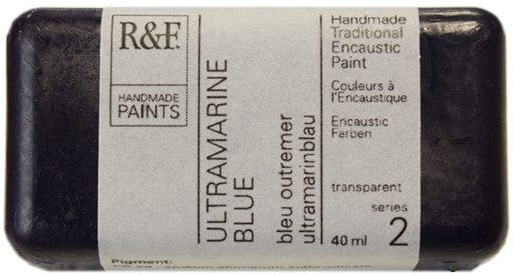 R&F.
HANDMADE
PAINTS
ULTRAMARINE
BLUE
bleu outremer
ultramarinblau
Handmade
Traditional
Encaustic
Paint
Couleurs à
l'Encaustique
Encaustic
Farben
transparent
series
40 ml 2
Pigment: